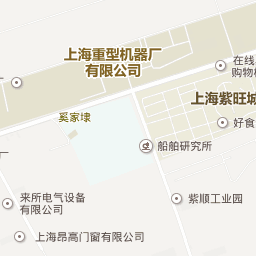 上海重型机器厂
有限公司
在线
购物
上海紫旺城
奚家埭
好食
船舶研究所
厂
来所电气设备
有限公司
紫顺工业园
上海昂高门窗有限公司